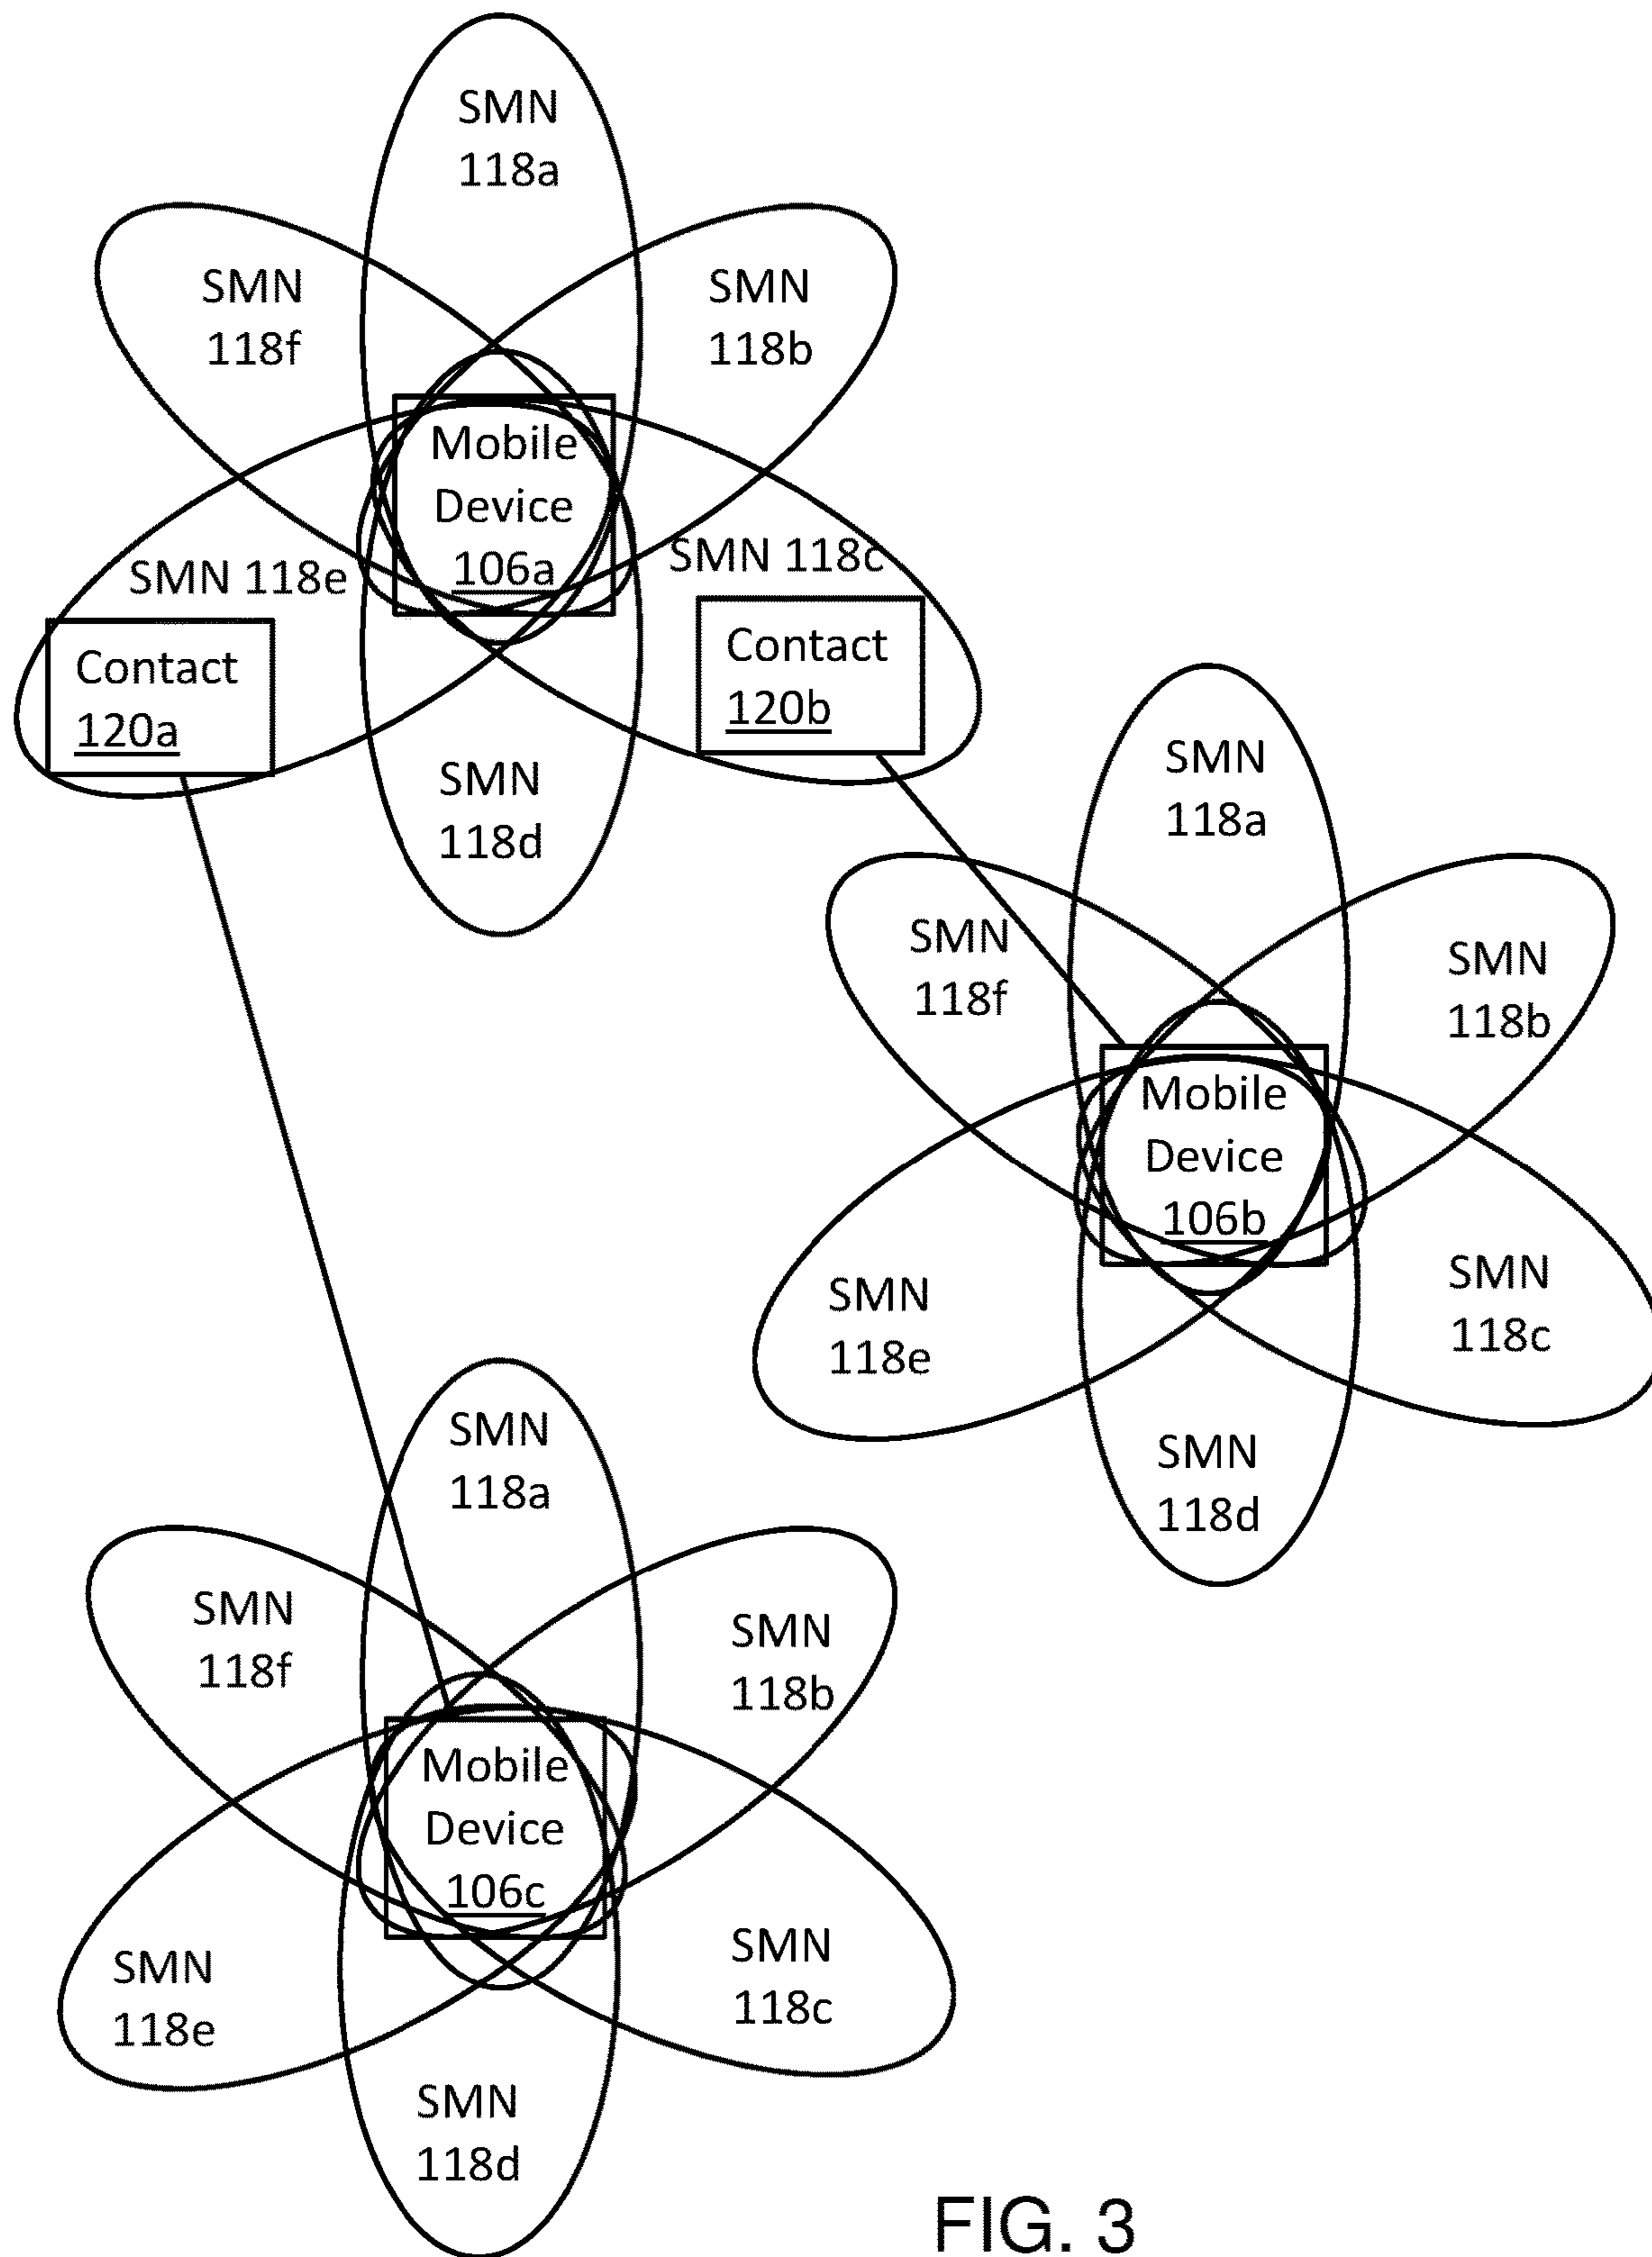 SMN
118a
SMN
118f
SMN
118b
Mobile
Device
106a
SMN 118e
SMN 118c
Contact
120a
Contact
120b
SMN
118d
SMN
118a
SMN
118f
SMN
118b
Mobile
Device
106b
SMN
118e
SMN
118c
SMN
118d
SMN
118a
SMN
118f
SMN
118b
Mobile
Device
106c
SMN
118e
SMN
118c
SMN
118d
FIG. 3